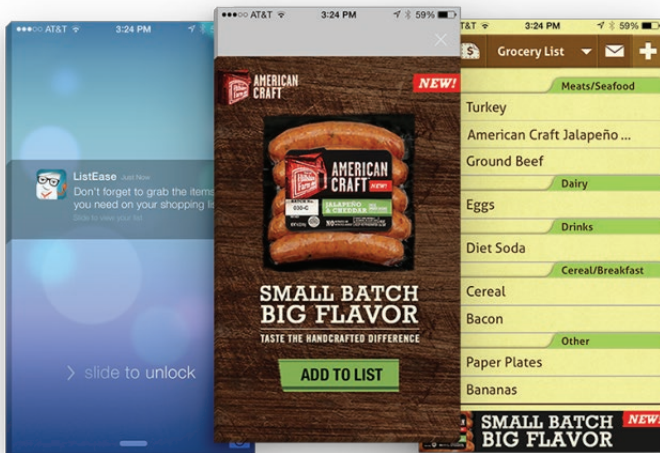 AT&T
3:24 PM
ListEase Just Now
Don't forget to grab the items
you need on your shopping lis
Slide to view your list
> slide to unlock
AT&T
3:24 PM
59%
AMERICAN
CRAFT
NEW!
Hillshire
Farm
AMERICAN
CRAFT NEW!
JALAPEÑO
& CHEDDAR
SMALL BATCH
BIG FLAVOR
TASTE THE HANDCRAFTED DIFFERENCE
ADD TO LIST
T&T
3:24 PM
59%
Grocery List
Meats/Seafood
Turkey
American Craft Jalapeño ...
Ground Beef
Dairy
Eggs
Drinks
Diet Soda
Cereal/Breakfast
Cereal
Bacon
Other
Paper Plates
Bananas
SMALL BATCH NEW!
BIG FLAVOR